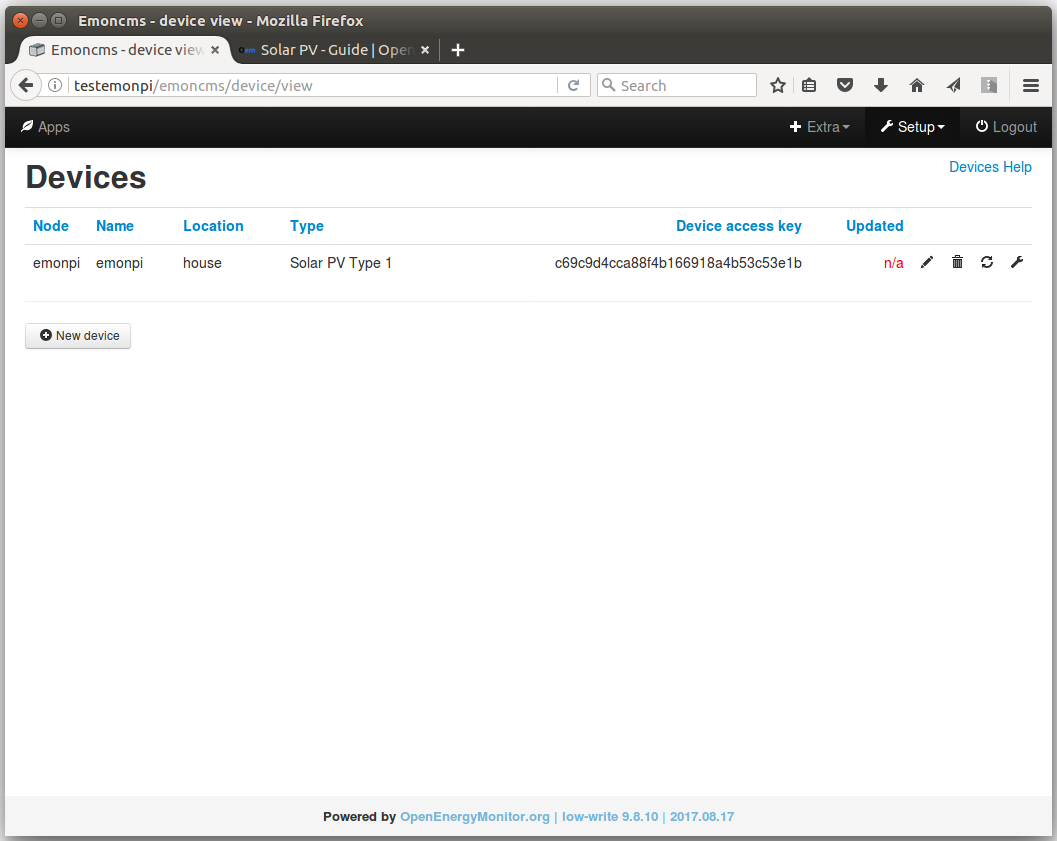 Emoncms - device view - Mozilla Firefox
Emoncms - device view Solar PV - Guide | Open
testemonpi/emoncms/device/view Search
Apps Extra Setup Logout
Devices Help
Devices
Node Name Location Type Device access key Updated
emonpi emonpi house Solar PV Type 1 c69c9d4cca88f4b166918a4b53c53e1b n/a
New device
Powered by OpenEnergyMonitor.org | low-write 9.8.10 | 2017.08.17